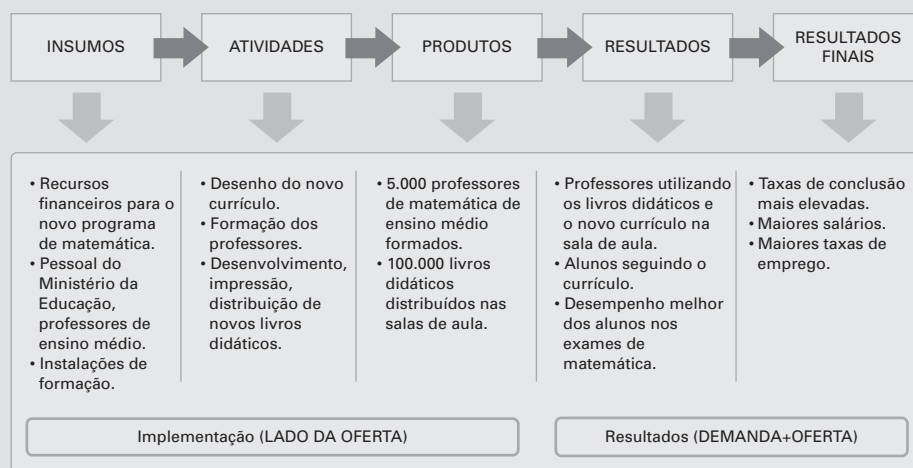 INSUMOS
ATIVIDADES
PRODUTOS
RESULTADOS
RESULTADOS
FINAIS
• Recursos
financeiros para o
novo programa
de matemática.
• Pessoal do
Ministério da
Educação,
professores de
ensino médio.
• Instalações de
formação.
• Desenho do novo
currículo.
• Formação dos
professores.
• Desenvolvimento,
impressão,
distribuição de
novos livros
didáticos.
• 5.000 professores
de matemática de
ensino médio
formados.
• 100.000 livros
didáticos
distribuídos nas
salas de aula.
• Professores utilizando
os livros didáticos e
o novo currículo na
sala de aula.
• Alunos seguindo o
currículo.
• Desempenho melhor
dos alunos nos
exames de
matemática.
• Taxas de conclusão
mais elevadas.
• Maiores salários.
• Maiores taxas de
emprego.
Implementação (LADO DA OFERTA)
Resultados (DEMANDA+OFERTA)